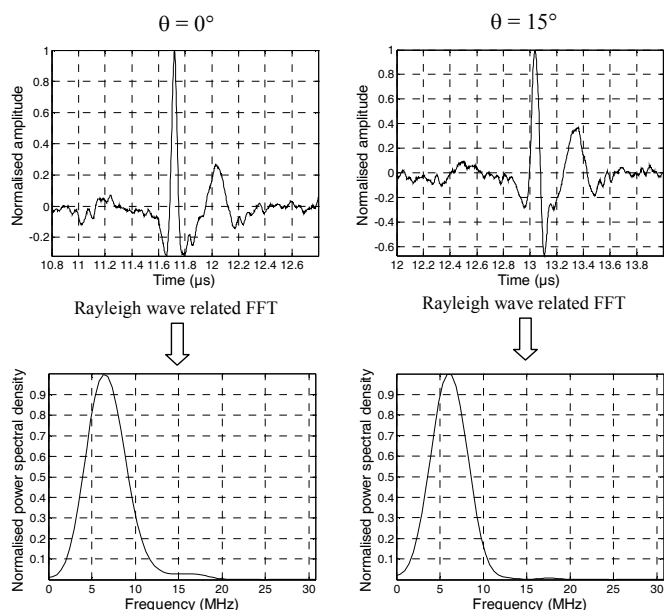 θ = 0°
θ = 15°
Normalised amplitude
1
0.8
0.6
0.4
0.2
0
-0.2
10.8 11 11.2 11.4 11.6 11.8 12 12.2 12.4 12.6
Time (µs)
Normalised amplitude
1
0.8
0.6
0.4
0.2
0
-0.2
-0.4
-0.6
12 12.2 12.4 12.6 12.8 13 13.2 13.4 13.6 13.8
Time (µs)
Rayleigh wave related FFT
Rayleigh wave related FFT
Normalised power spectral density
0.9
0.8
0.7
0.6
0.5
0.4
0.3
0.2
0.1
0 5 10 15 20 25 30
Frequency (MHz)
Normalised power spectral density
0.9
0.8
0.7
0.6
0.5
0.4
0.3
0.2
0.1
0 5 10 15 20 25 30
Frequency (MHz)